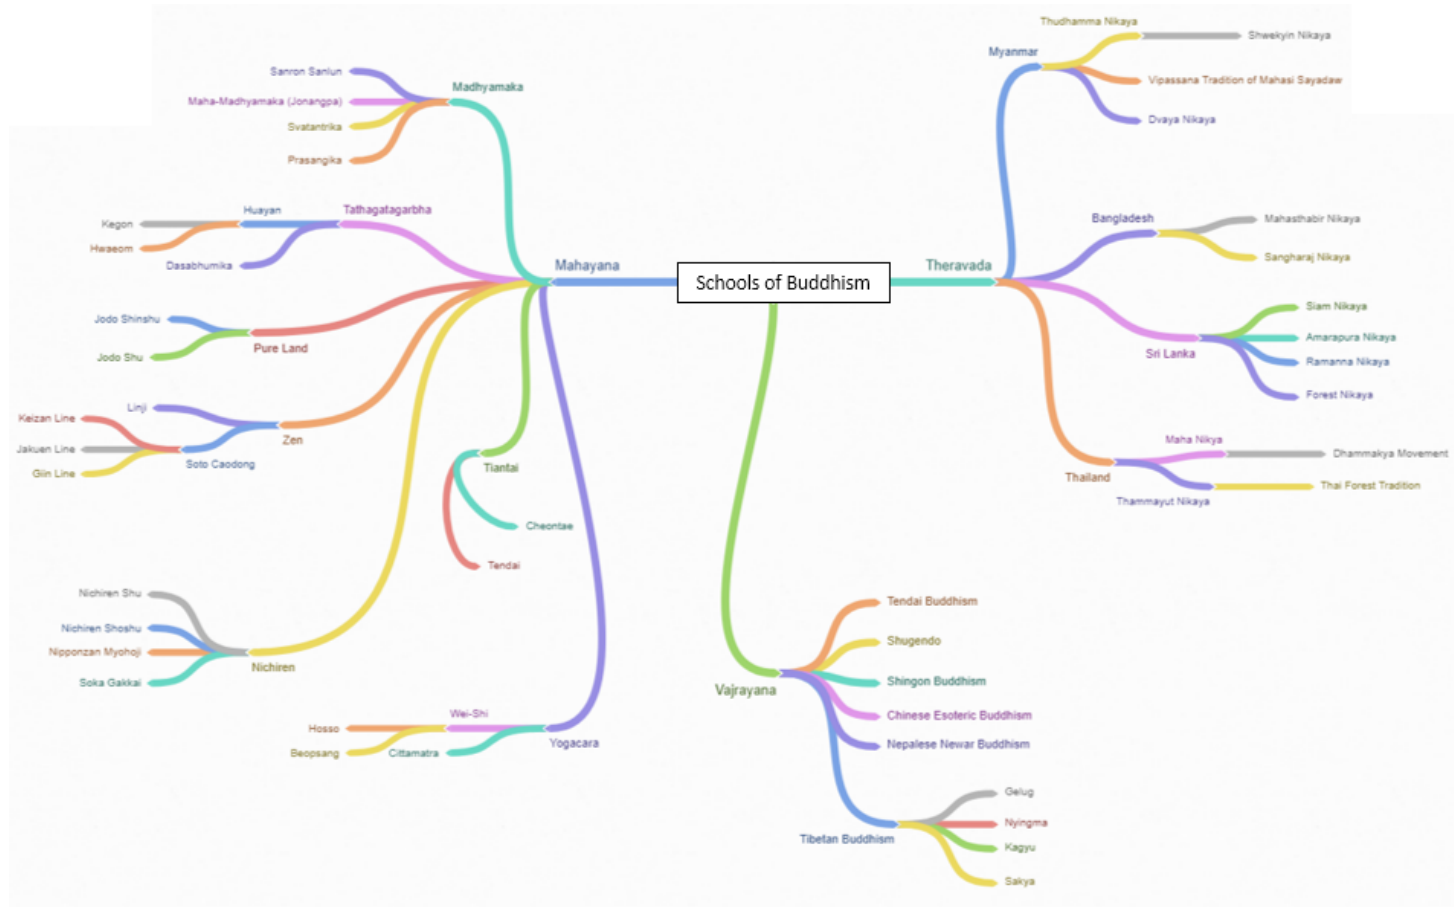 Schools of Buddhism
Mahayana
Madhyamaka
Sanron Sanlun
Maha-Madhyamaka (Jonangpa)
Svatantrika
Prasangika
Tathagatagarbha
Huayan
Kegon
Hwaeom
Dasabhumika
Pure Land
Jodo Shinshu
Jodo Shu
Zen
Linji
Soto Caodong
Keizan Line
Jakuen Line
Giin Line
Tiantai
Cheontae
Tendai
Nichiren
Nichiren Shu
Nichiren Shoshu
Nipponzan Myohoji
Soka Gakkai
Yogacara
Wei-Shi
Hosso
Beopsang
Cittamatra
Theravada
Myanmar
Thudhamma Nikaya
Shwekyin Nikaya
Vipassana Tradition of Mahasi Sayadaw
Dvaya Nikaya
Bangladesh
Mahasthabir Nikaya
Sangharaj Nikaya
Sri Lanka
Siam Nikaya
Amarapura Nikaya
Ramanna Nikaya
Forest Nikaya
Thailand
Maha Nikya
Dhammakya Movement
Thammayut Nikaya
Thai Forest Tradition
Vajrayana
Tendai Buddhism
Shugendo
Shingon Buddhism
Chinese Esoteric Buddhism
Nepalese Newar Buddhism
Tibetan Buddhism
Gelug
Nyingma
Kagyu
Sakya